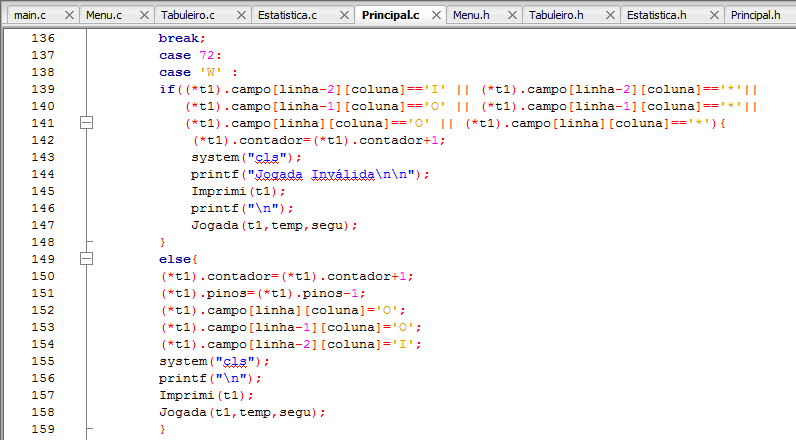 main.c X Menu.c X Tabuleiro.c X Estatistica.c X Principal.c X Menu.h X Tabuleiro.h X Estatistica.h X Principal.h
136 break;
137 case 72:
138 case 'W' :
139 if((*t1).campo[linha-2][coluna]=='I' || (*t1).campo[linha-2][coluna]=='*'||
140 (*t1).campo[linha-1][coluna]=='O' || (*t1).campo[linha-1][coluna]=='*'||
141 (*t1).campo[linha][coluna]=='O' || (*t1).campo[linha][coluna]=='*'){
142 (*t1).contador=(*t1).contador+1;
143 system("cls");
144 printf("Jogada Inválida\n\n");
145 Imprimi(t1);
146 printf("\n");
147 Jogada(t1,temp,segu);
148 }
149 else{
150 (*t1).contador=(*t1).contador+1;
151 (*t1).pinos=(*t1).pinos-1;
152 (*t1).campo[linha][coluna]='O';
153 (*t1).campo[linha-1][coluna]='O';
154 (*t1).campo[linha-2][coluna]='I';
155 system("cls");
156 printf("\n");
157 Imprimi(t1);
158 Jogada(t1,temp,segu);
159 }